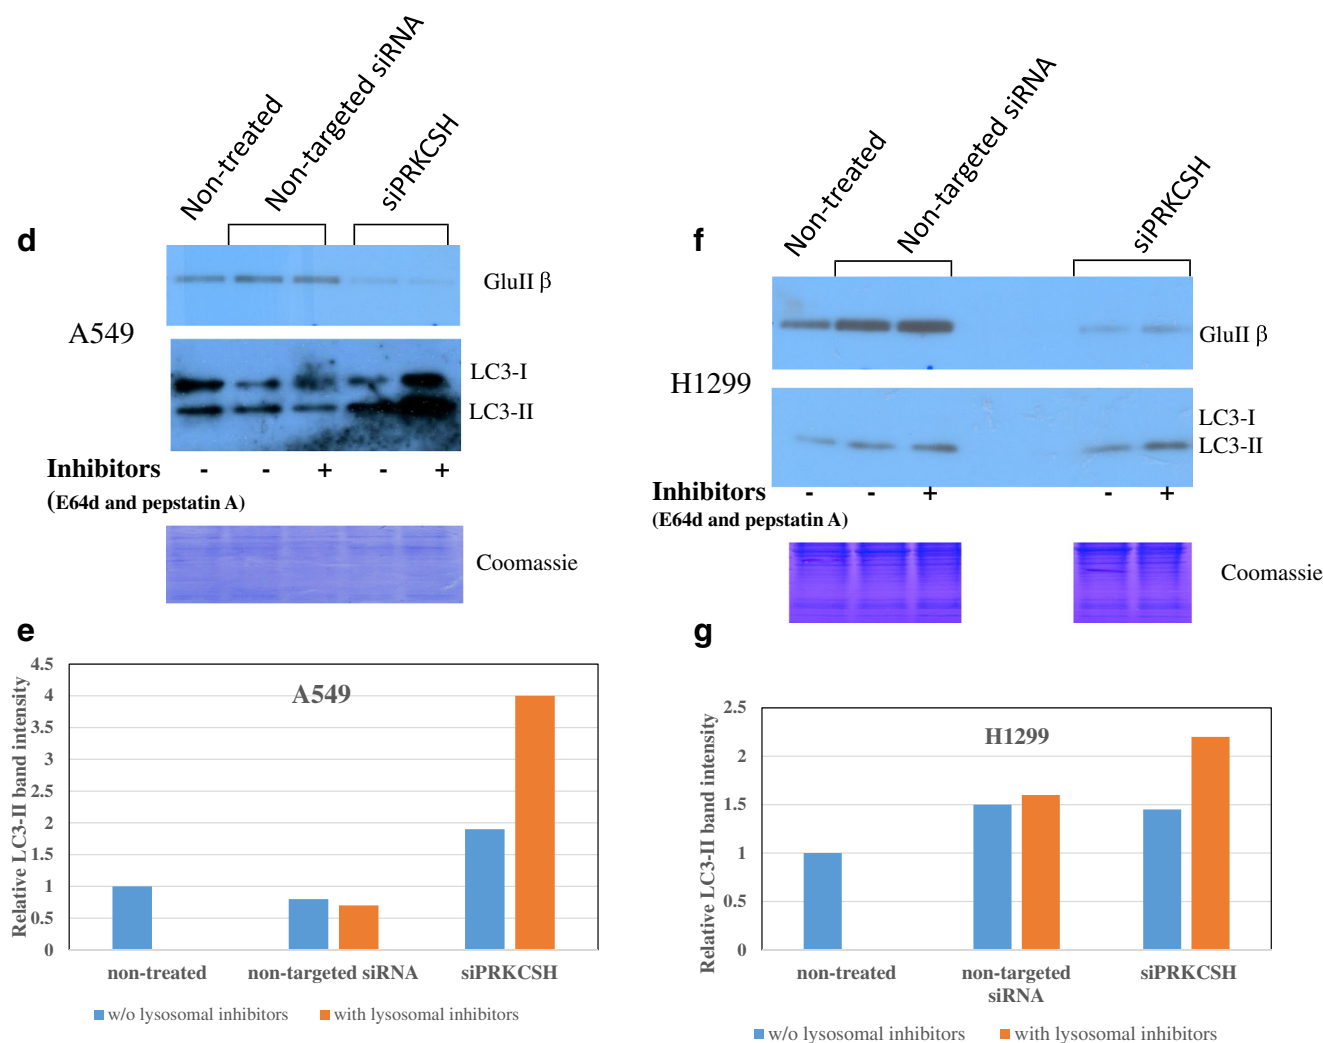 Non-treated
Non-targeted siRNA
siPRKCSH
d
GluII β
A549
LC3-I
LC3-II
Inhibitors - - + - +
(E64d and pepstatin A)
Coomassie
e
4.5
4
3.5
3
2.5
2
1.5
1
0.5
0
Relative LC3-II band intensity
A549
non-treated non-targeted siRNA siPRKCSH
w/o lysosomal inhibitors with lysosomal inhibitors
Non-treated
Non-targeted siRNA
siPRKCSH
f
GluII β
H1299
LC3-I
LC3-II
Inhibitors - - + - +
(E64d and pepstatin A)
Coomassie
g
2.5
2
1.5
1
0.5
0
Relative LC3-II band intensity
H1299
non-treated non-targeted siPRKCSH
siRNA
w/o lysosomal inhibitors with lysosomal inhibitors